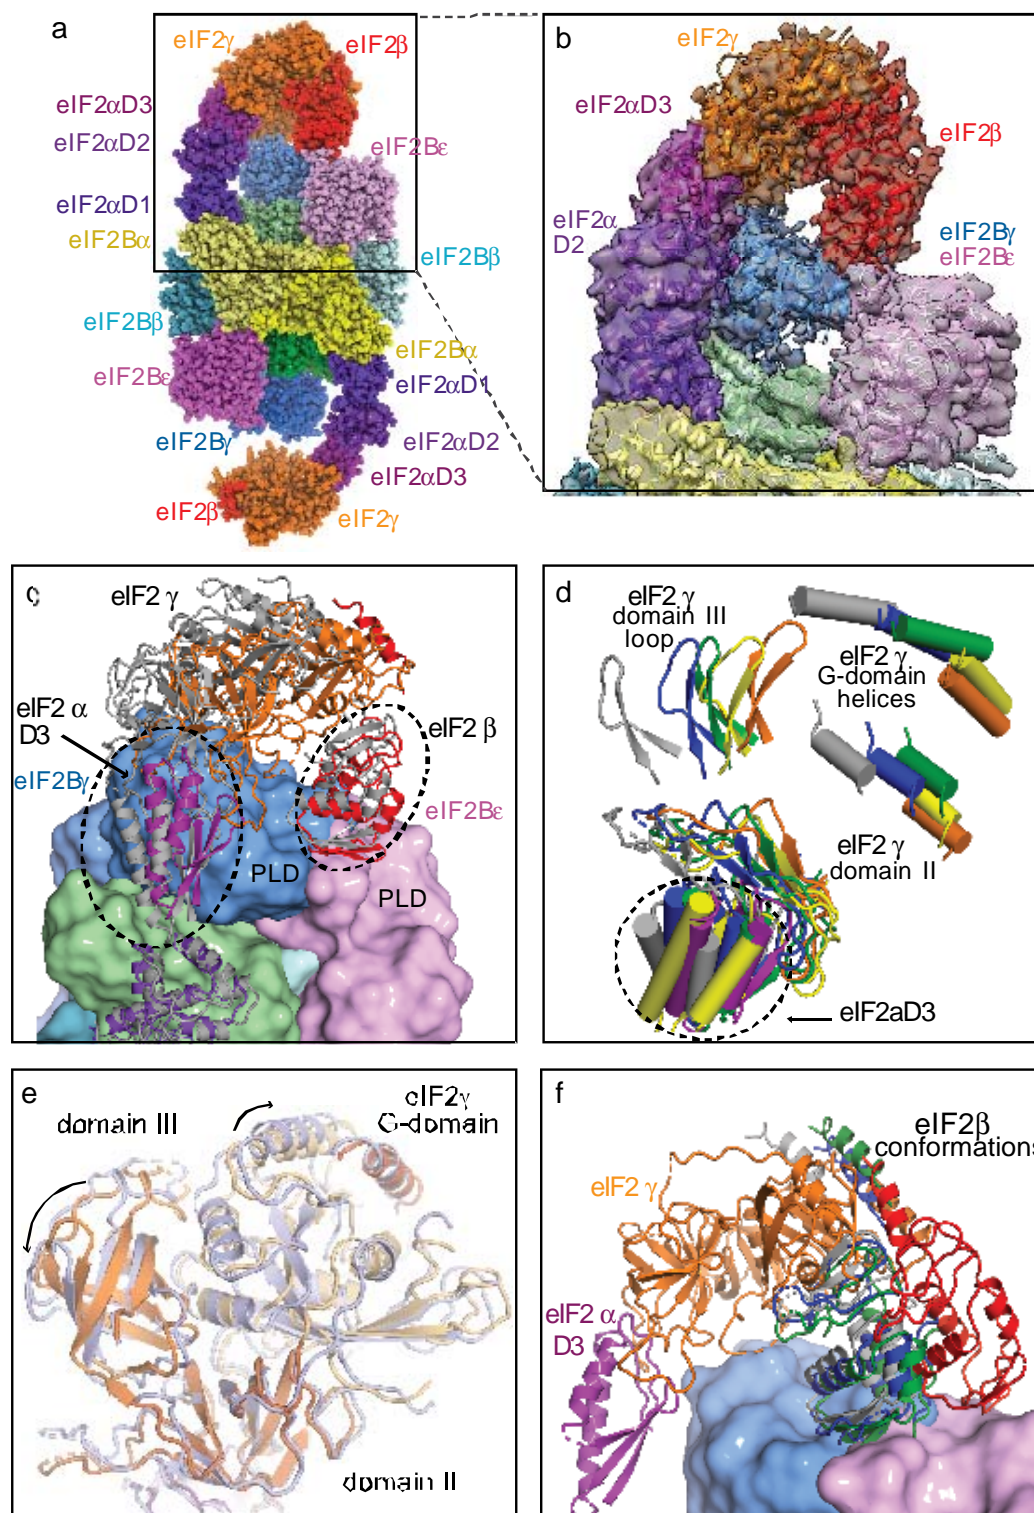 a
eIF2γ
eIF2β
eIF2αD3
eIF2αD2
eIF2Bε
eIF2αD1
eIF2Bα
eIF2Bβ
eIF2Bβ
eIF2Bα
eIF2Bε
eIF2αD1
eIF2Bγ
eIF2αD2
eIF2αD3
eIF2β
eIF2γ
b
eIF2γ
eIF2αD3
eIF2β
eIF2α
D2
eIF2Bγ
eIF2Bε
c
eIF2 γ
eIF2 α
D3
eIF2 β
eIF2Bγ
eIF2Bε
PLD
PLD
d
eIF2 γ
domain III
loop
eIF2 γ
G-domain
helices
eIF2 γ
domain II
eIF2aD3
e
eIF2γ
G-domain
domain III
domain II
f
eIF2β
conformations
eIF2 γ
eIF2 α
D3